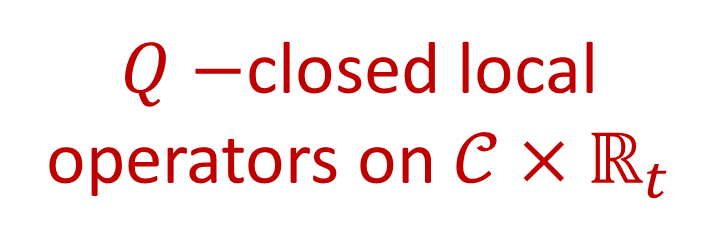 𝑄 −closed local
operators on 𝒞 × ℝ𝑡